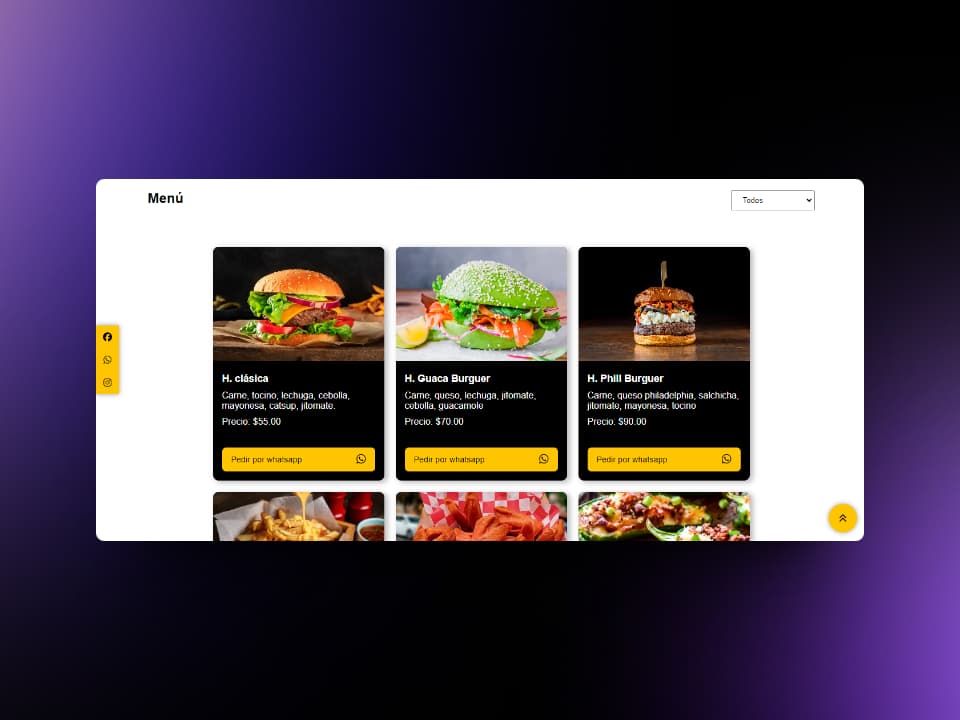 Menú
Todos
H. clásica
Carne, tocino, lechuga, cebolla,
mayonesa, catsup, jitomate.
Precio: $55.00
Pedir por whatsapp
H. Guaca Burguer
Carne, queso, lechuga, jitomate,
cebolla, guacamole
Precio: $70.00
Pedir por whatsapp
H. Phill Burguer
Carne, queso philadelphia, salchicha,
jitomate, mayonesa, tocino
Precio: $90.00
Pedir por whatsapp